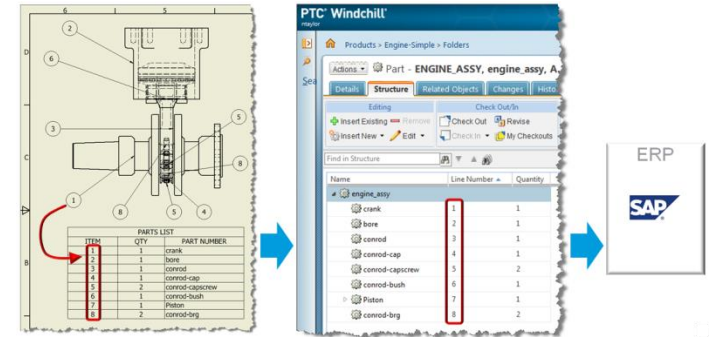 6 5
D
C
B
2
6
3
5
8
1
8 5 4
PARTS LIST
ITEM QTY PART NUMBER
1 1 crank
2 1 bore
3 1 conrod
4 1 conrod-cap
5 2 conrod-capscrew
6 1 conrod-bush
7 1 Piston
8 2 conrod-brg
PTC® Windchill®
Products > Engine-Simple > Folders
Sea
Actions Part - ENGINE_ASSY, engine_assy, A.
Details Structure Related Objects Changes Histo
Editing Check Out/In
Insert Existing Remove Check Out Revise
Insert New Edit Check In My Checkouts
Find in Structure
Name Line Number Quantity
engine_assy
crank 1 1
bore 2 1
conrod 3 1
conrod-cap 4 1
conrod-capscrew 5 2
conrod-bush 6 1
Piston 7 1
conrod-brg 8 2
ERP
SAP